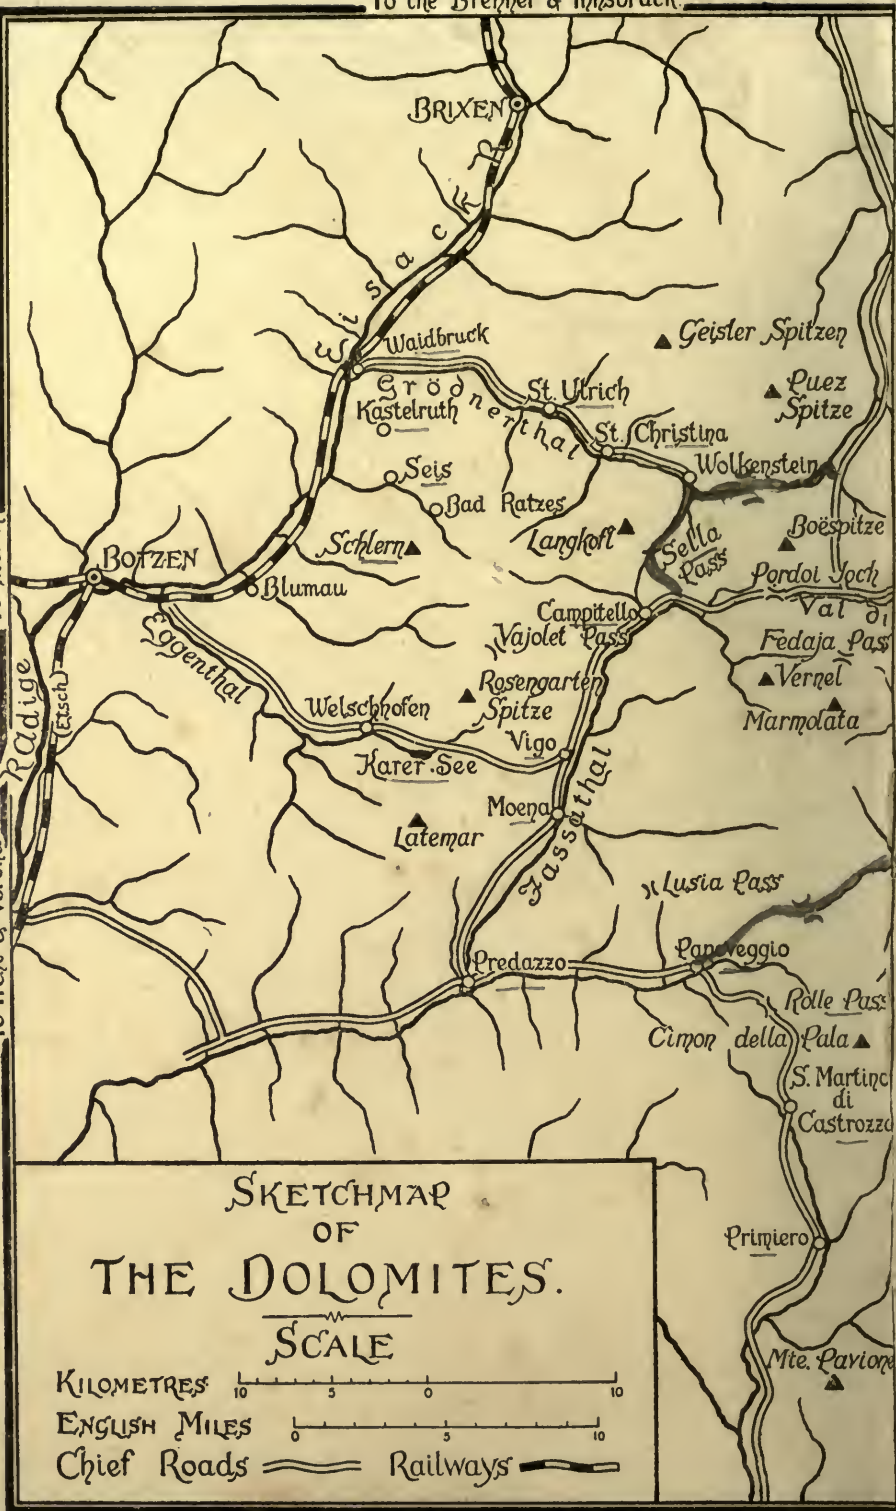 To the Brenner & Innsbruck.
BRIXEN
Eisack R.
Waidbruck
Geisler Spitzen
Grödnerthal
St. Ulrich
Puez
Spitze
Kastelruth
St. Christina
Wolkenstein
Seis
Bad Ratzes
Langkofl
Sella
Pass
Boëspitze
Schlern
BOTZEN
Blumau
Pordoi Joch
Campitello
Val di
Eggenthal
Vajolet Pass
Fedaja Pass
Vernel
Rosengarten
Spitze
R Adige
(Etsch)
Welschhofen
Marmolata
Vigo
Karer-See
Moena
Fassathal
Latemar
Lusia Pass
Paneveggio
Predazzo
Rolle Pass
Cimon della Pala
S. Martino
di
Castrozza
Primiero
Mte. Pavione
SKETCHMAP
OF
THE DOLOMITES.
SCALE
KILOMETRES 10 5 0 10
ENGLISH MILES 0 5 10
Chief Roads Railways